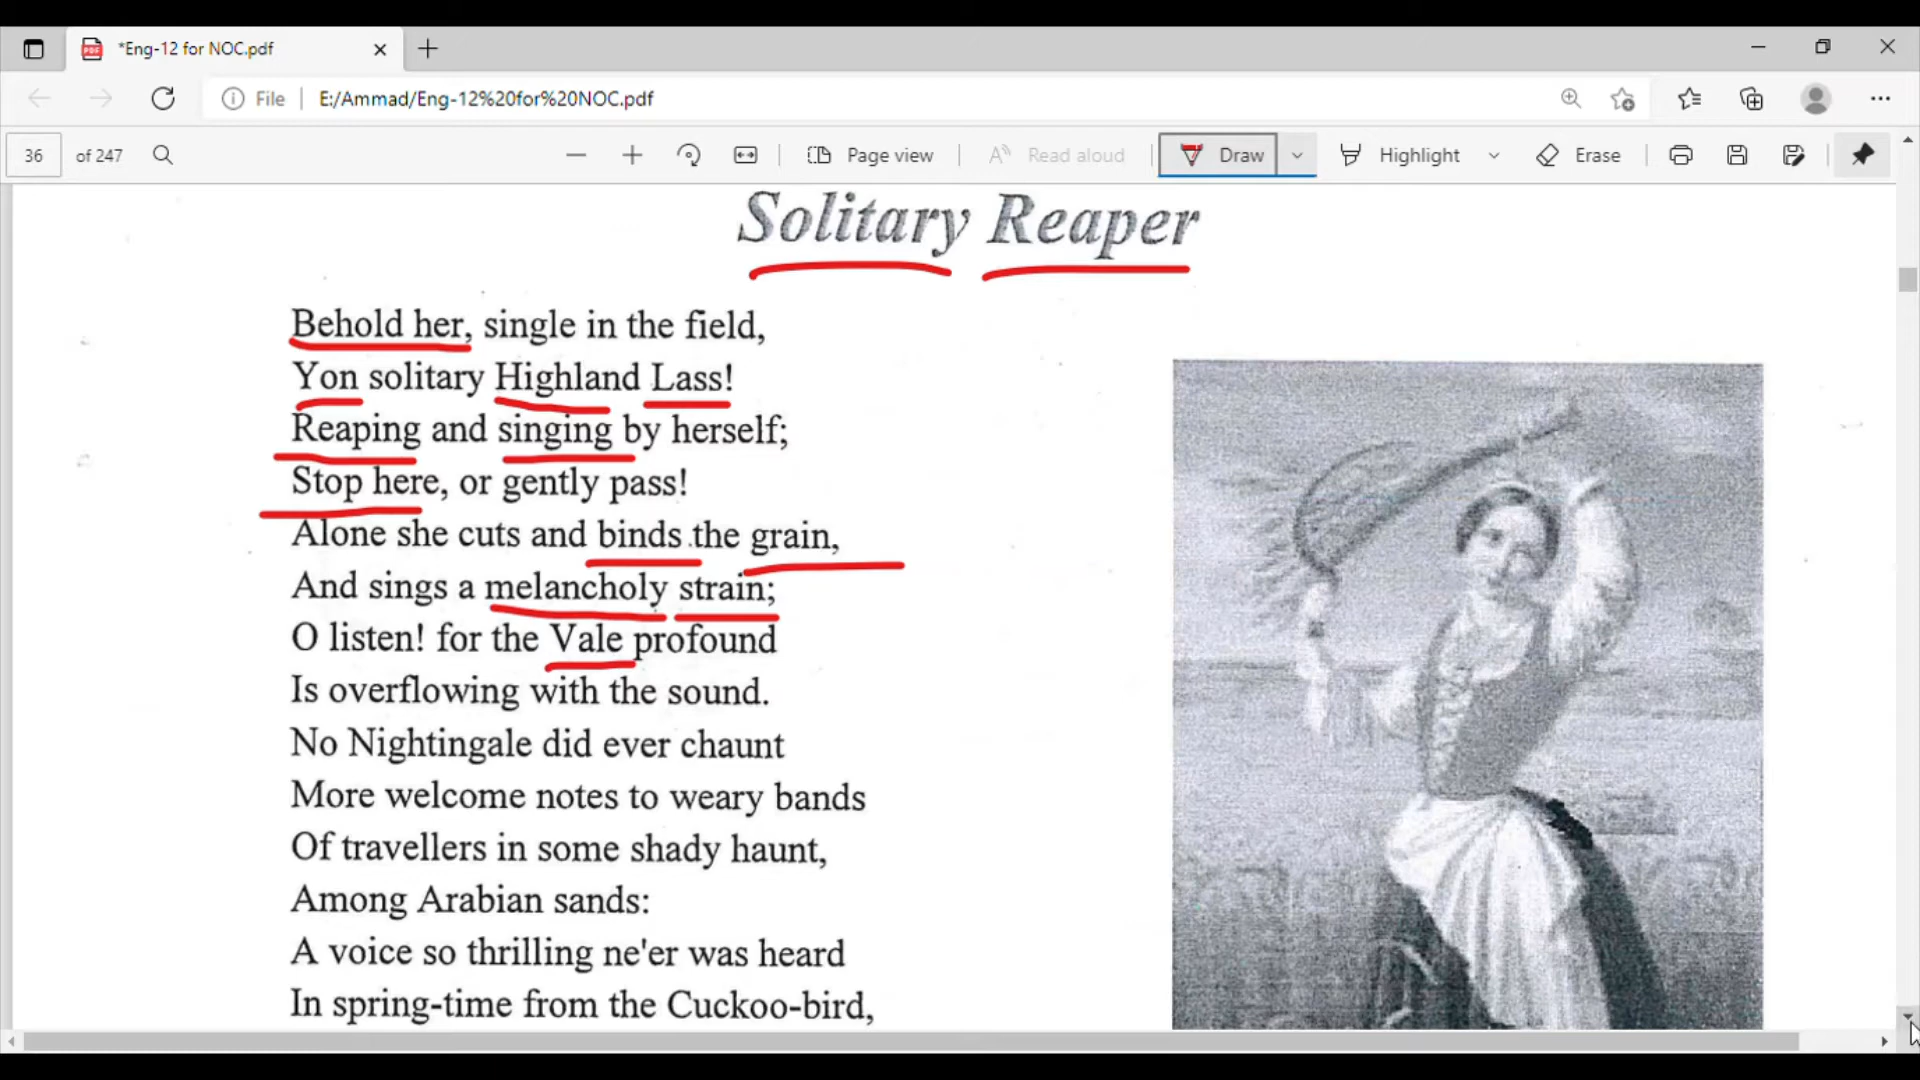 *Eng-12 for NOC.pdf
File E:/Ammad/Eng-12%20for%20NOC.pdf
36 of 247 Page view Read aloud Draw Highlight Erase
Solitary Reaper
Behold her, single in the field,
Yon solitary Highland Lass!
Reaping and singing by herself;
Stop here, or gently pass!
Alone she cuts and binds the grain,
And sings a melancholy strain;
O listen! for the Vale profound
Is overflowing with the sound.
No Nightingale did ever chaunt
More welcome notes to weary bands
Of travellers in some shady haunt,
Among Arabian sands:
A voice so thrilling ne'er was heard
In spring-time from the Cuckoo-bird,